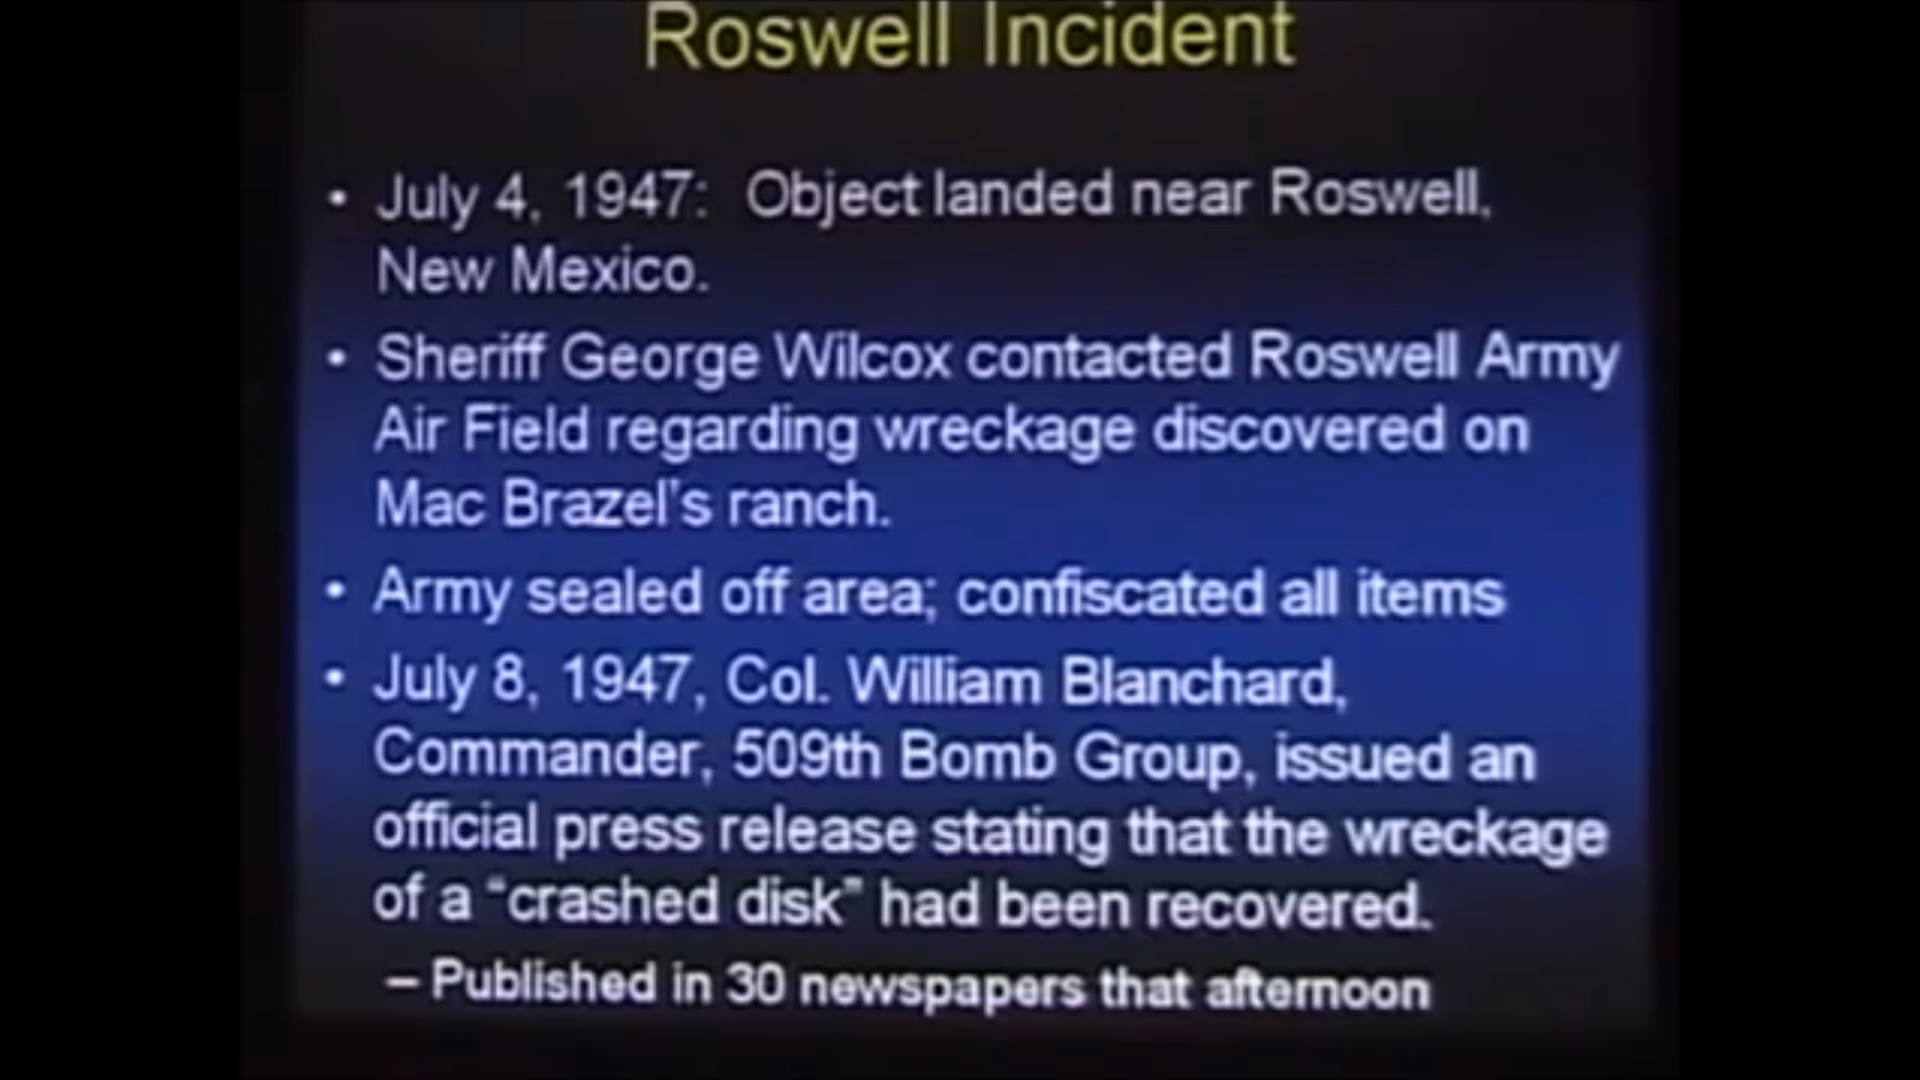 Roswell Incident
• July 4, 1947: Object landed near Roswell,
New Mexico.
• Sheriff George Wilcox contacted Roswell Army
Air Field regarding wreckage discovered on
Mac Brazel's ranch.
• Army sealed off area; confiscated all items
• July 8, 1947, Col. William Blanchard,
Commander, 509th Bomb Group, issued an
official press release stating that the wreckage
of a “crashed disk” had been recovered.
– Published in 30 newspapers that afternoon